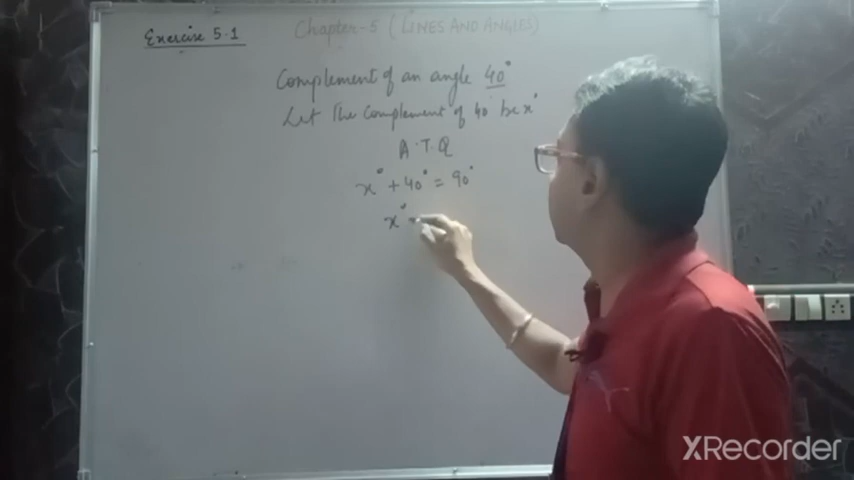 Exercise 5.1
Chapter-5 (LINES AND ANGLES)
Complement of an angle 40°
Let The Complement of 40 be x°
A.T.Q
x° + 40° = 90°
x° =
XRecorder